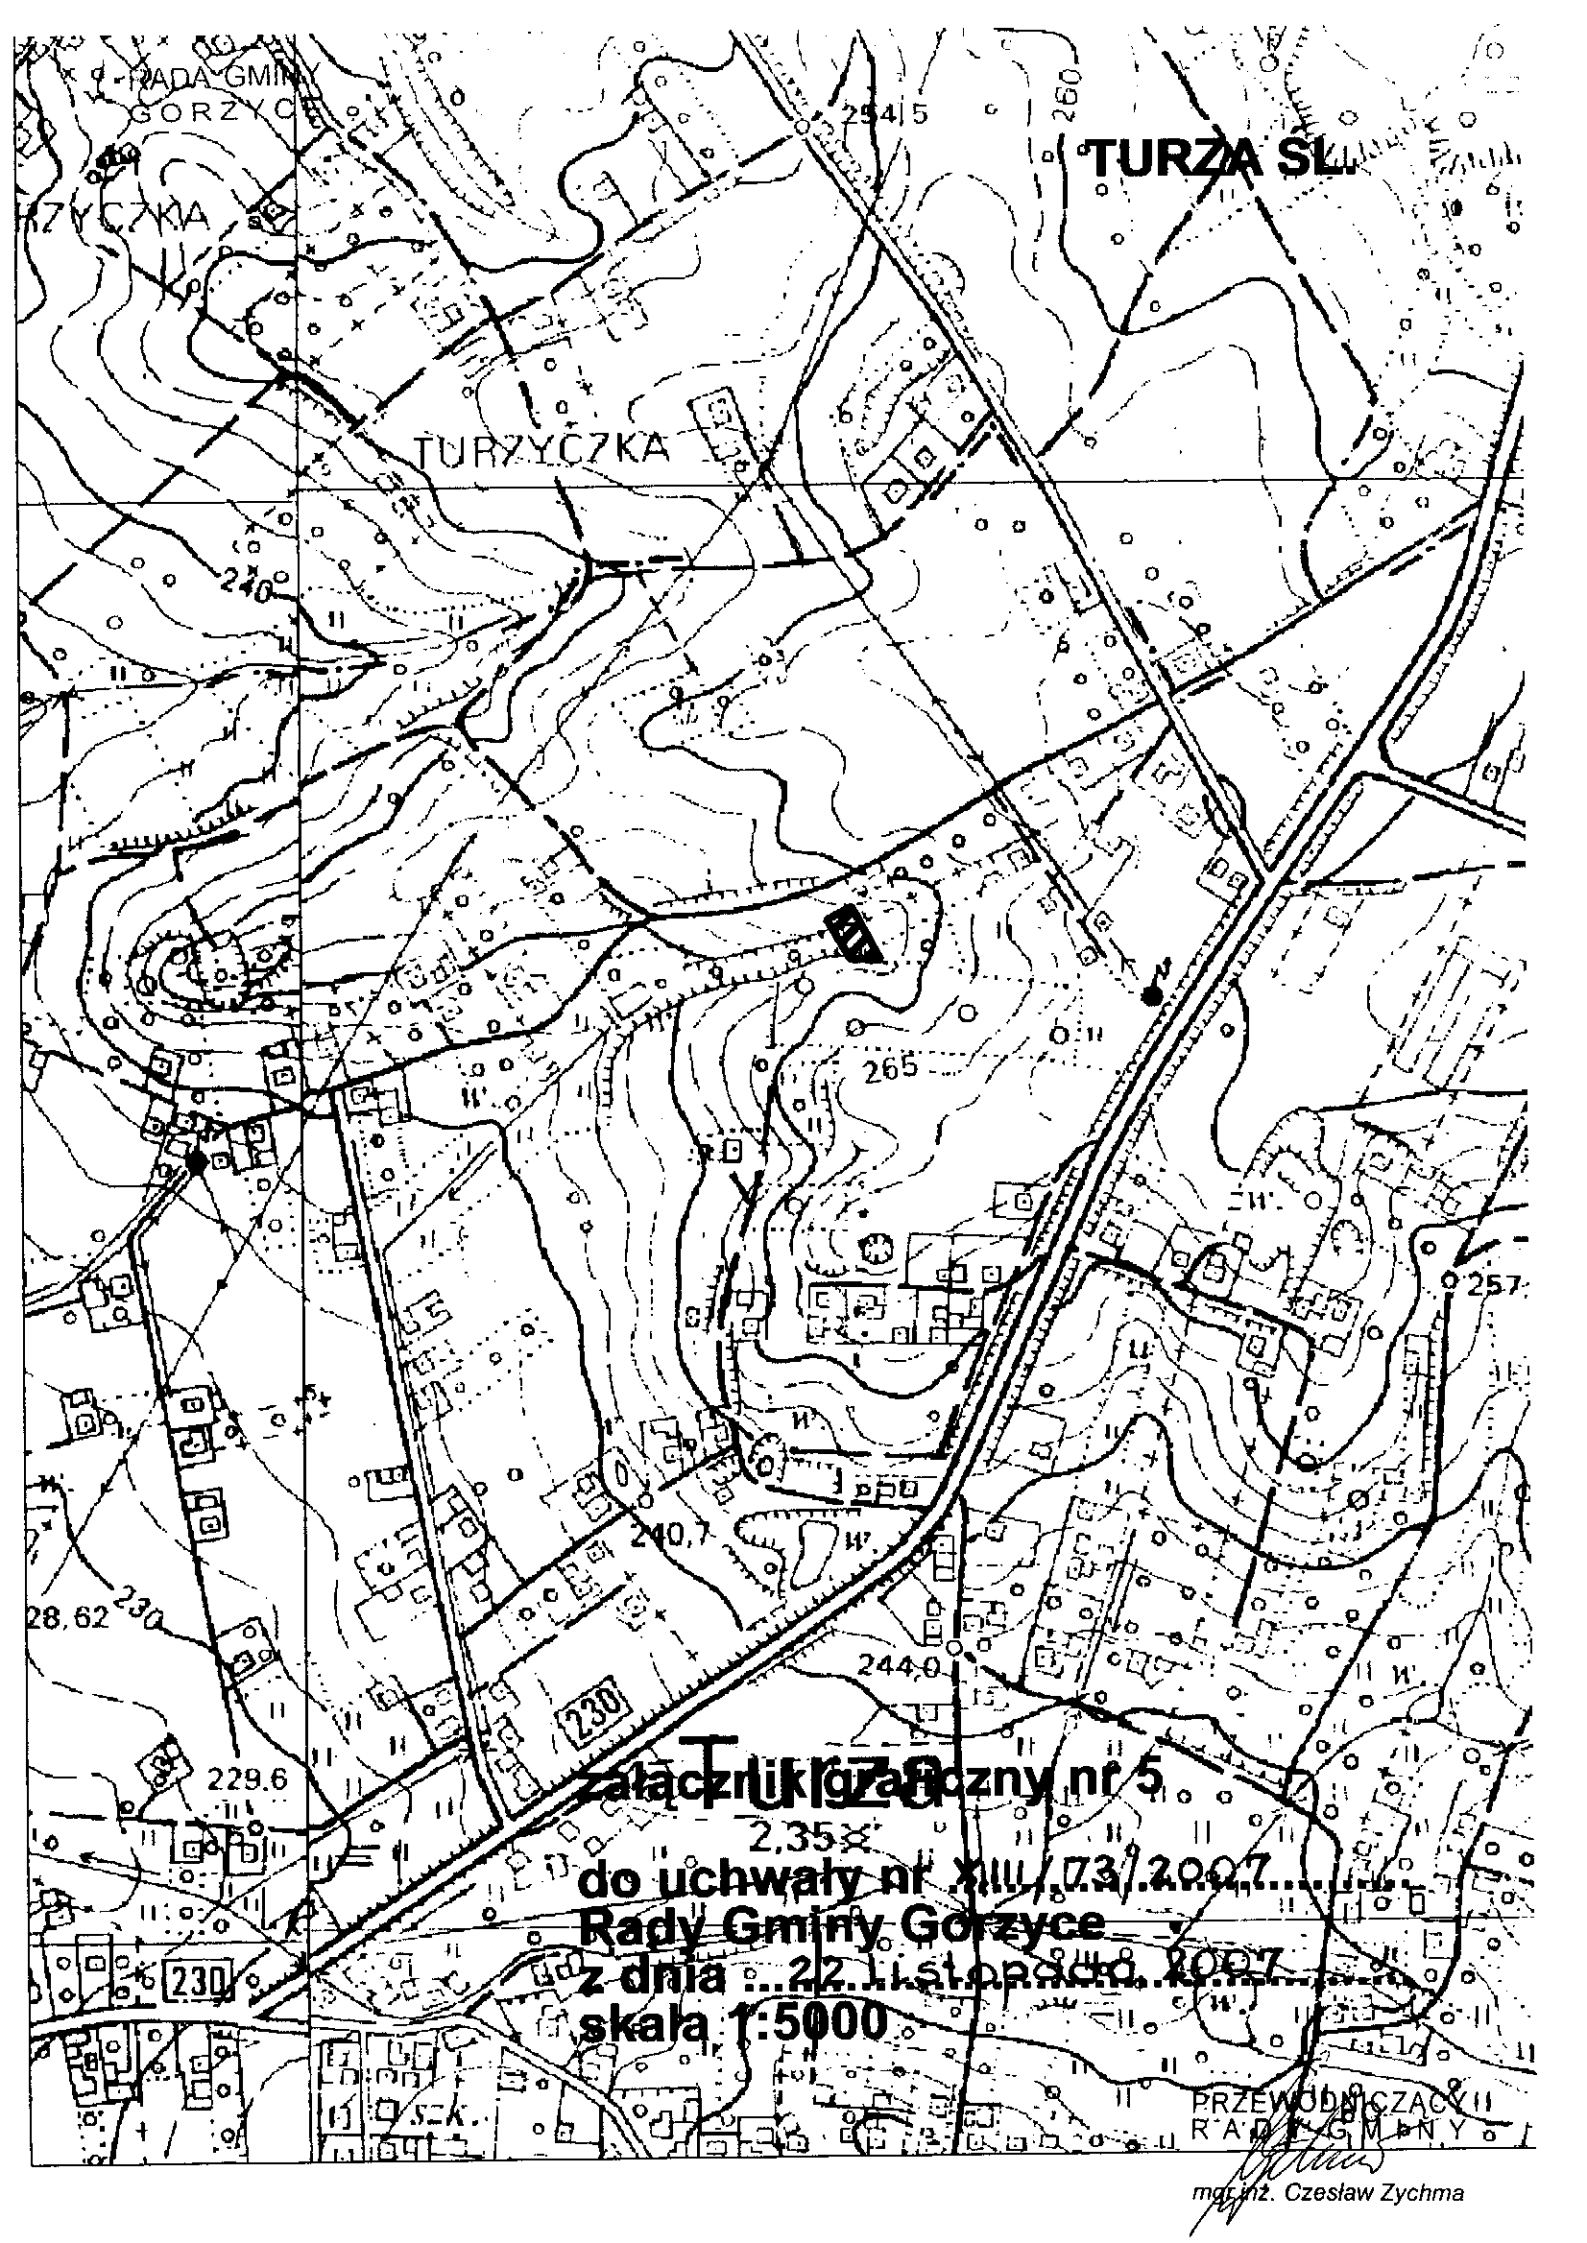 RADA GMINY
GORZYCE
254,5
260
TURZA ŚL.
RZYCZKA
TURZYCZKA
240
265
257
240,7
28,62
230
244,0
230
229.6
Turza
załącznik graficzny nr 5
2,35
do uchwały nr XIII/73/2007
Rady Gminy Gorzyce
230
z dnia 22 listopada 2007
skala 1:5000
szk.
PRZEWODNICZĄCY
RADY GMINY
mgr inż. Czesław Zychma